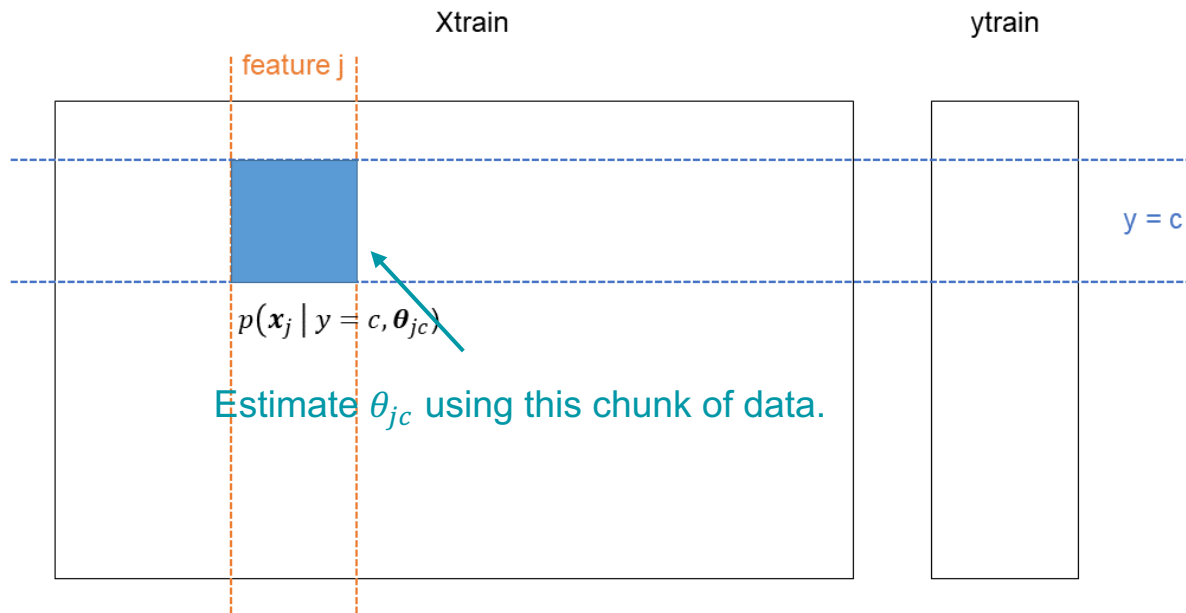 Xtrain
ytrain
feature j
y = c
p(𝒙ⱼ | y = c, 𝜽ⱼ𝒸)
Estimate θⱼ𝒸 using this chunk of data.